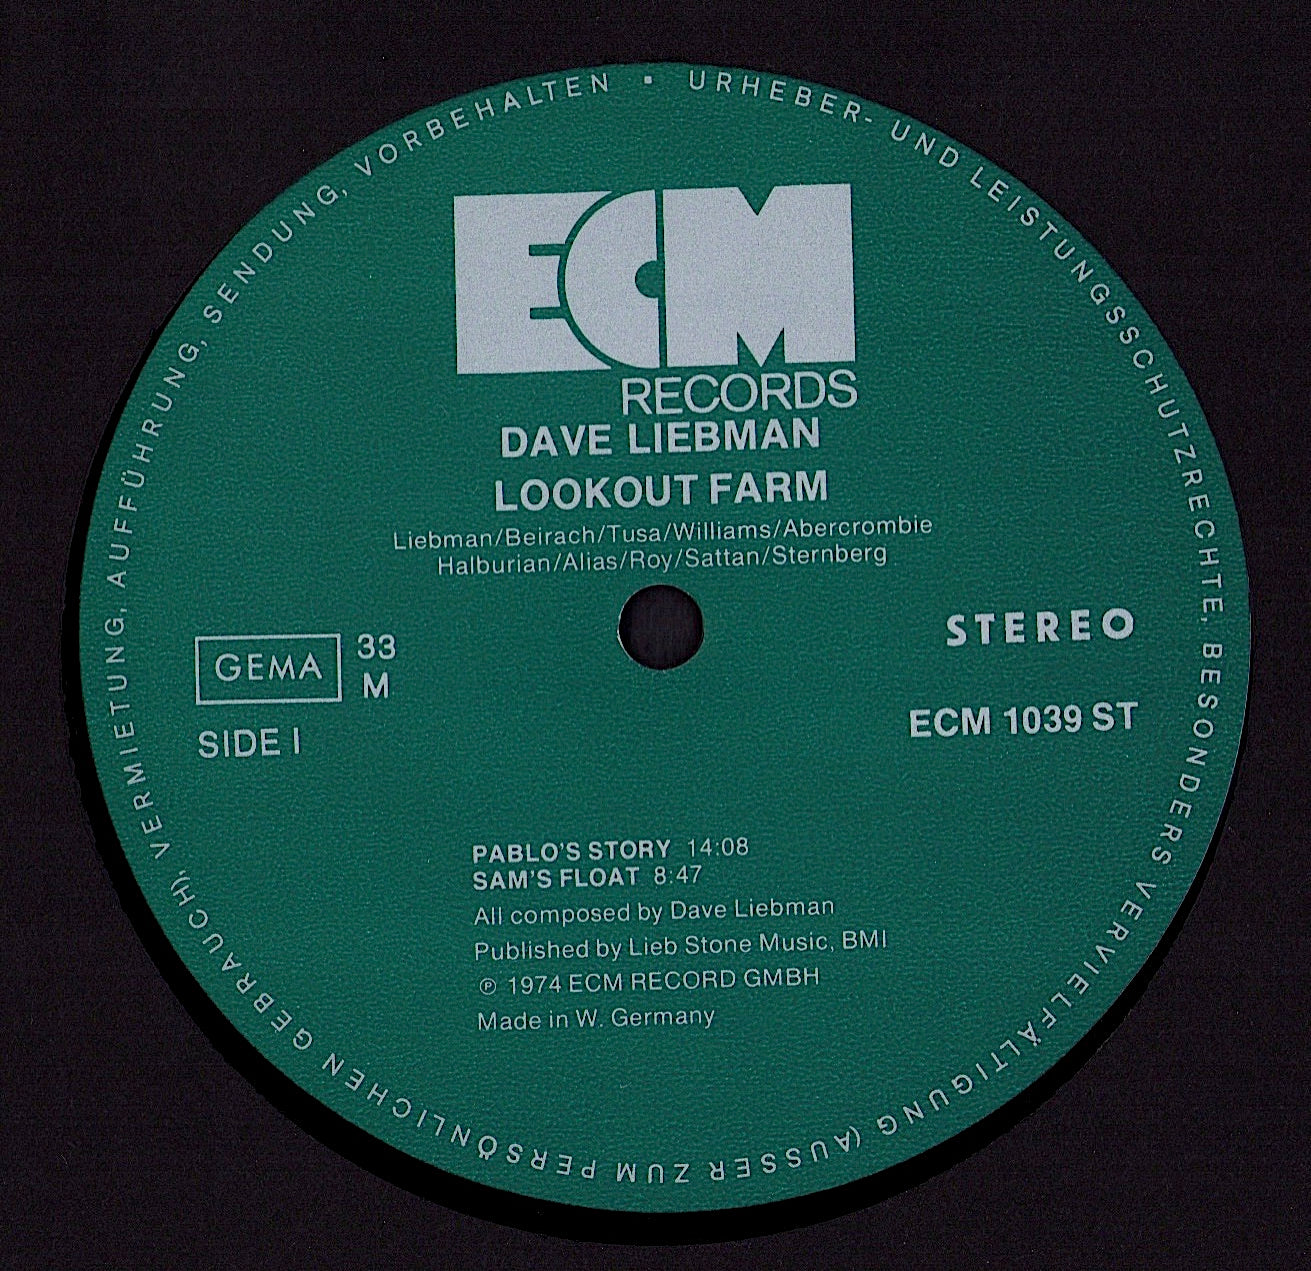 URHEBER- UND LEISTUNGSSCHUTZRECHTE, BESONDERS VERVIELFÄLTIGUNG (AUSSER ZUM PERSÖNLICHEN GEBRAUCH), VERMIETUNG, AUFFÜHRUNG, SENDUNG, VORBEHALTEN •
ECM
RECORDS
DAVE LIEBMAN
LOOKOUT FARM
Liebman/Beirach/Tusa/Williams/Abercrombie
Halburian/Alias/Roy/Sattan/Sternberg
GEMA 33 STEREO
M
SIDE I ECM 1039 ST
PABLO'S STORY 14:08
SAM'S FLOAT 8:47
All composed by Dave Liebman
Published by Lieb Stone Music, BMI
℗ 1974 ECM RECORD GMBH
Made in W. Germany